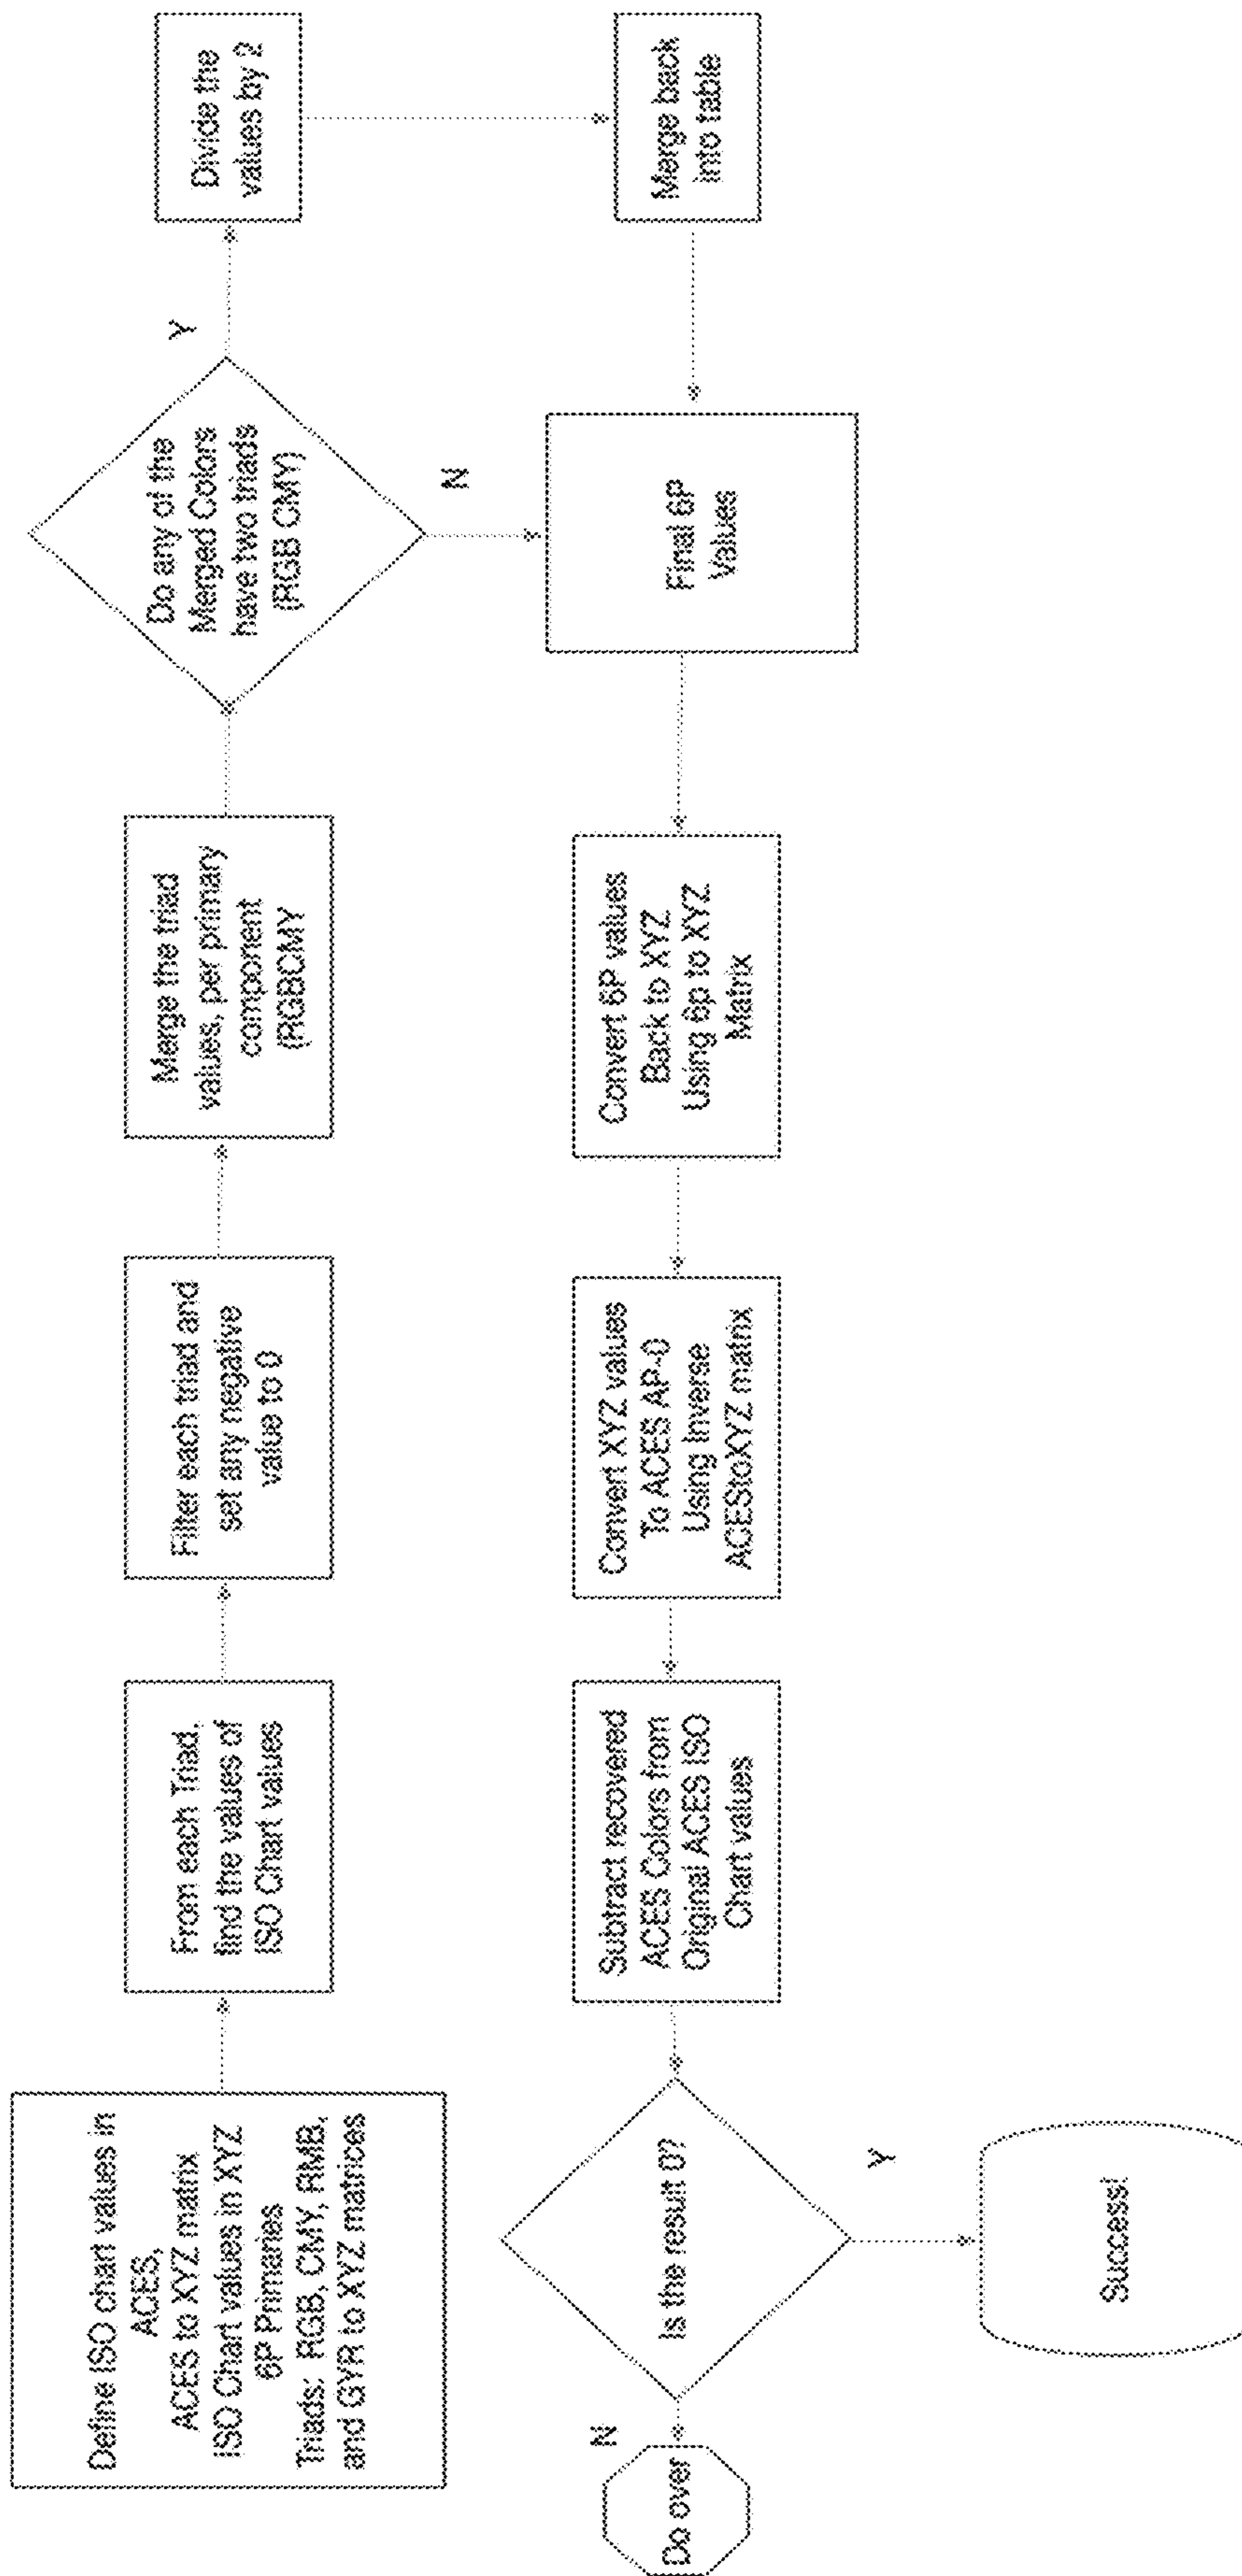 Define ISO chart values in
ACES,
ACES to XYZ matrix
ISO Chart values in XYZ
6P Primaries
Triads: RGB, CMY, RMB,
and GYR to XYZ matrices
From each Triad,
find the values of
ISO Chart values
Filter each triad and
set any negative
value to 0
Merge the triad
values, per primary
component
(RGBCMY
Do any of the
Merged Colors
have two triads
(RGB CMY)
Y
Divide the
values by 2
Merge back
into table
N
Final 6P
Values
Convert 6P values
Back to XYZ
Using 6p to XYZ
Matrix
Convert XYZ values
To ACES AP-0
Using Inverse
ACEStoXYZ matrix
Subtract recovered
ACES Colors from
Original ACES ISO
Chart values
Is the result 0?
N
Do over
Y
Success!